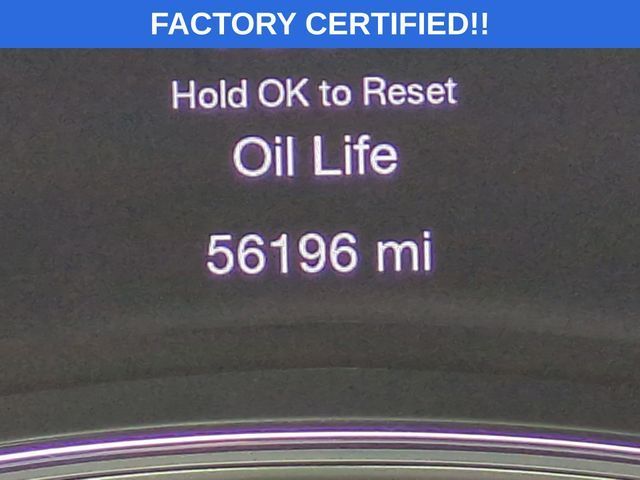 FACTORY CERTIFIED!!
Hold OK to Reset
Oil Life
56196 mi